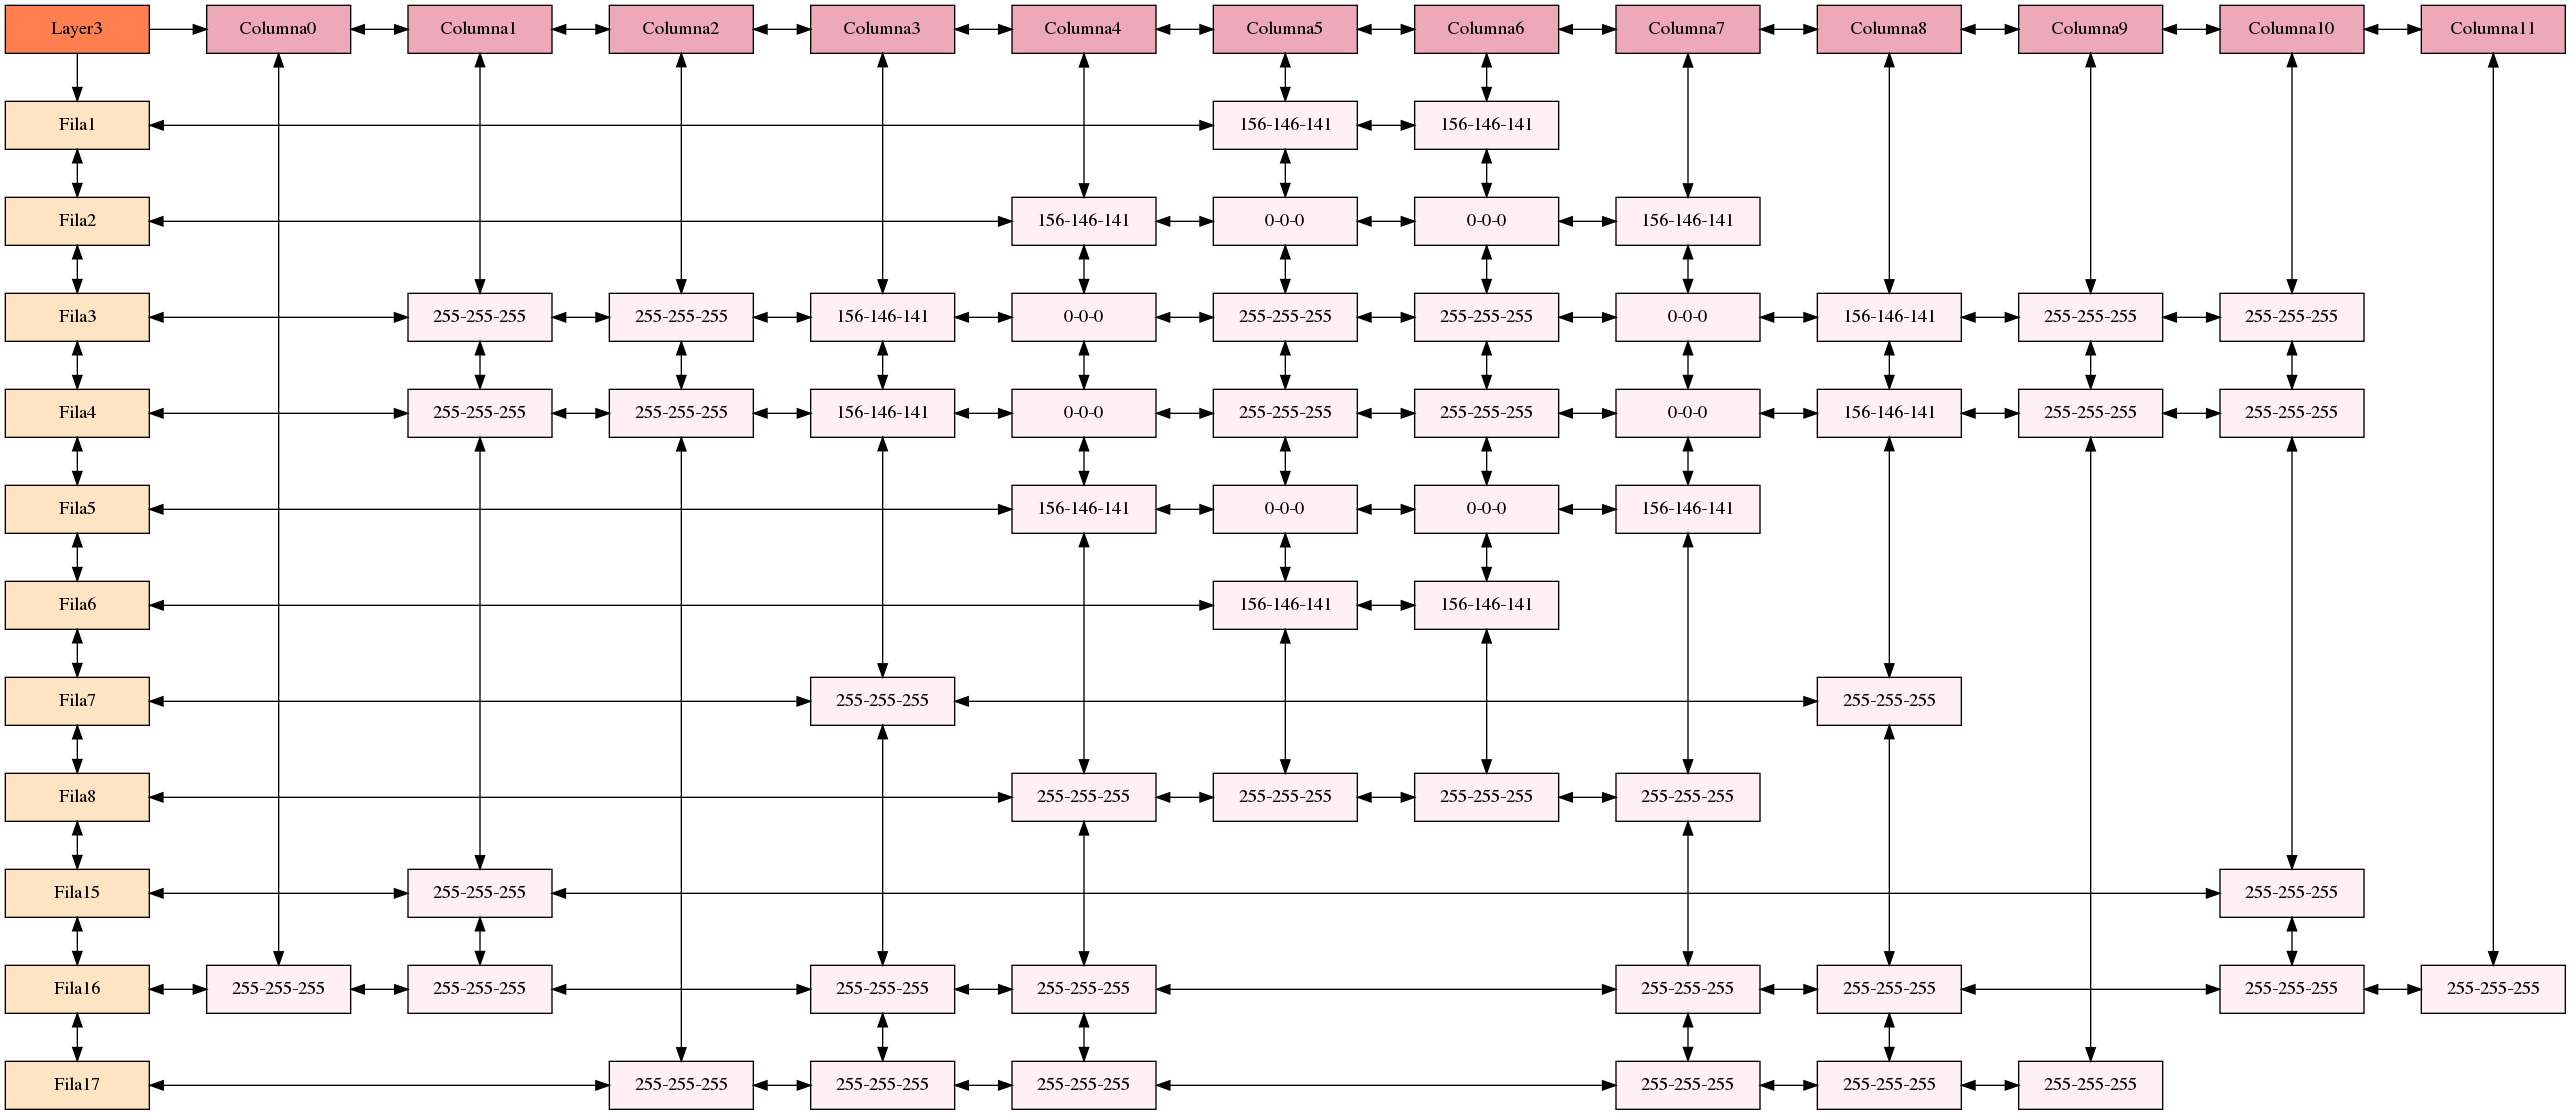 Layer3 Columna0 Columna1 Columna2 Columna3 Columna4 Columna5 Columna6 Columna7 Columna8 Columna9 Columna10 Columna11
Fila1 156-146-141 156-146-141
Fila2 156-146-141 0-0-0 0-0-0 156-146-141
Fila3 255-255-255 255-255-255 156-146-141 0-0-0 255-255-255 255-255-255 0-0-0 156-146-141 255-255-255 255-255-255
Fila4 255-255-255 255-255-255 156-146-141 0-0-0 255-255-255 255-255-255 0-0-0 156-146-141 255-255-255 255-255-255
Fila5 156-146-141 0-0-0 0-0-0 156-146-141
Fila6 156-146-141 156-146-141
Fila7 255-255-255 255-255-255
Fila8 255-255-255 255-255-255 255-255-255 255-255-255
Fila15 255-255-255 255-255-255
Fila16 255-255-255 255-255-255 255-255-255 255-255-255 255-255-255 255-255-255 255-255-255 255-255-255
Fila17 255-255-255 255-255-255 255-255-255 255-255-255 255-255-255 255-255-255